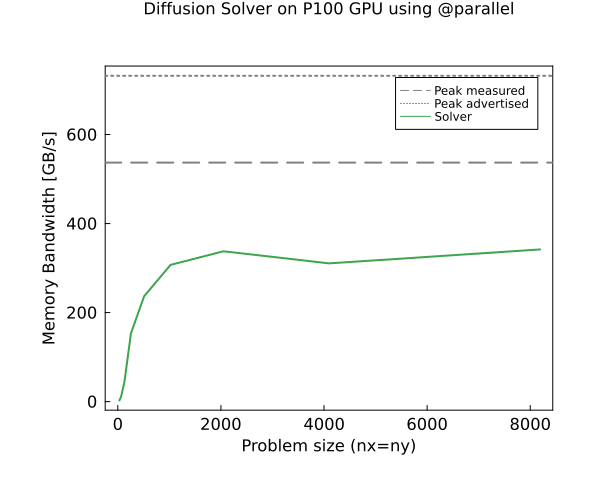 Diffusion Solver on P100 GPU using @parallel
Peak measured
Peak advertised
Solver
Memory Bandwidth [GB/s]
600
400
200
0
0 2000 4000 6000 8000
Problem size (nx=ny)